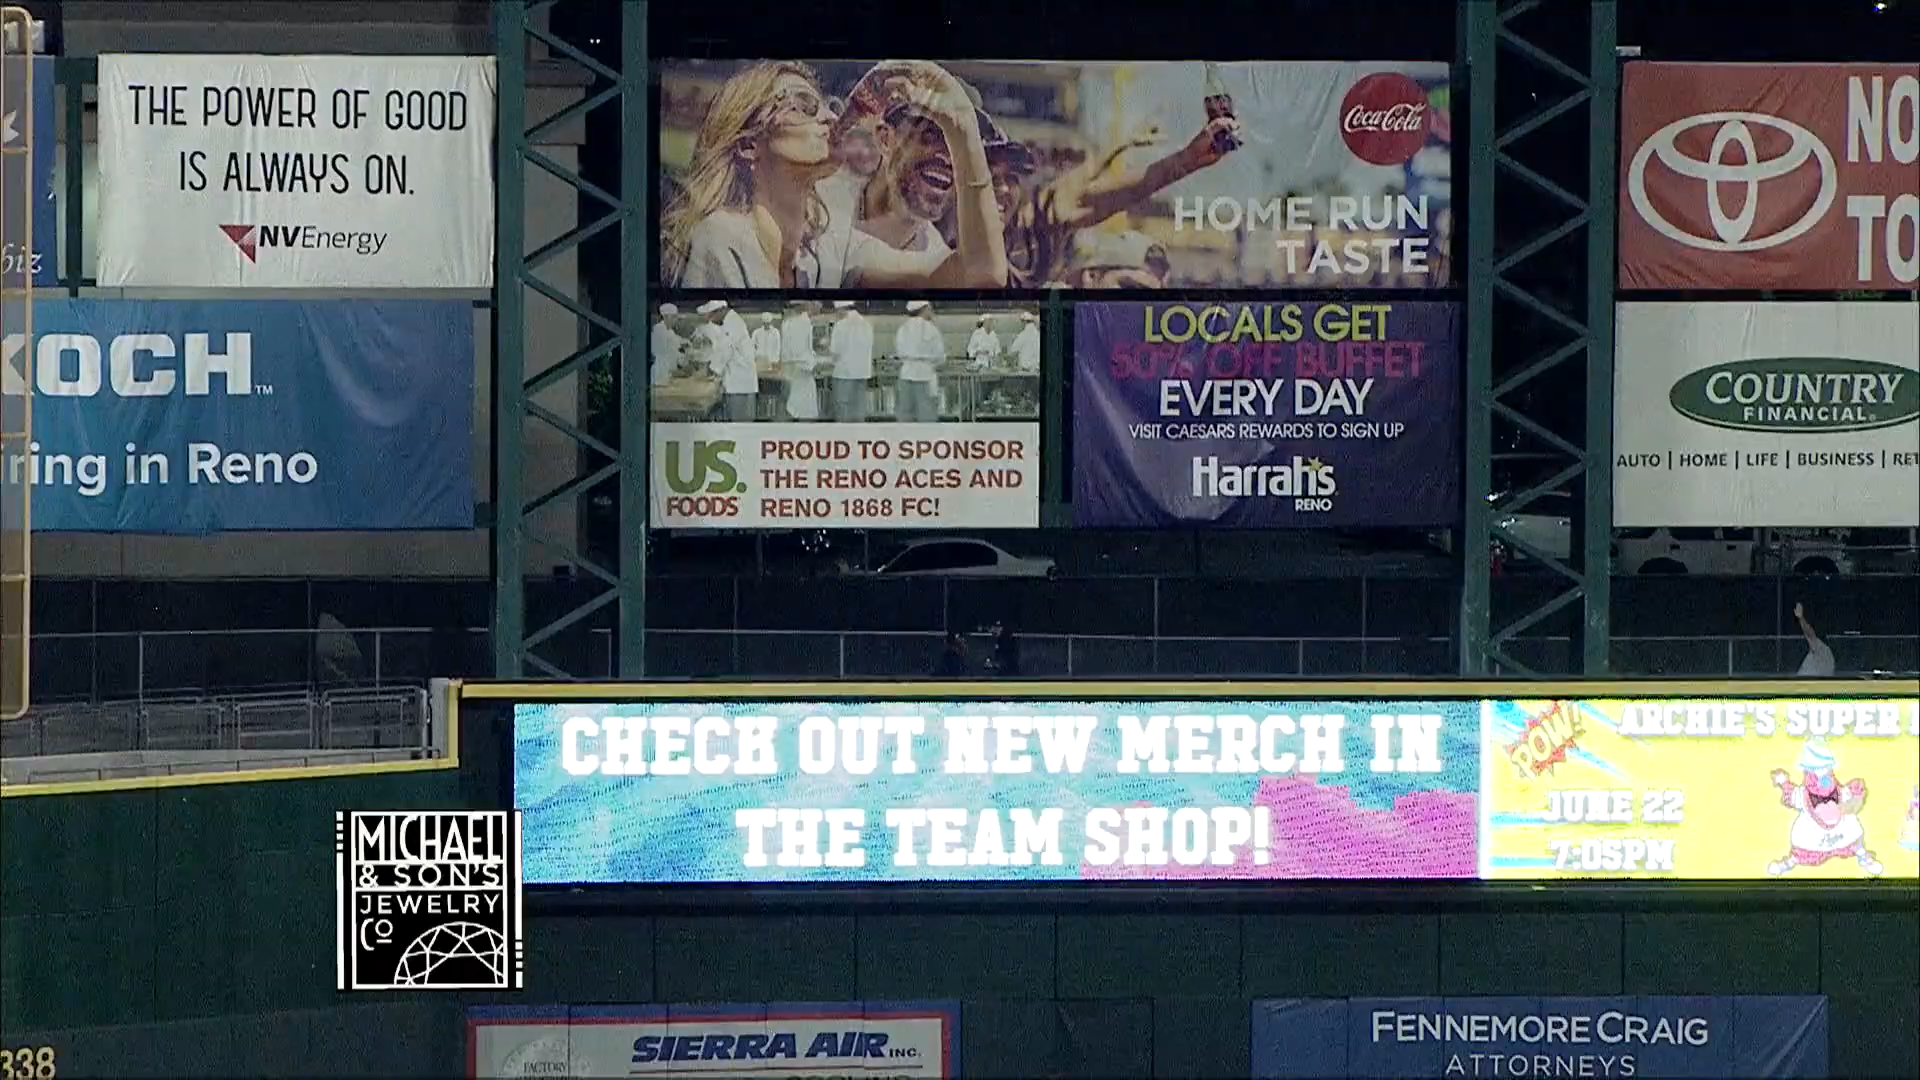 THE POWER OF GOOD
IS ALWAYS ON.
NVEnergy
biz
KOCH™
ring in Reno
Coca-Cola
HOME RUN
TASTE
US.
FOODS
PROUD TO SPONSOR
THE RENO ACES AND
RENO 1868 FC!
LOCALS GET
50% OFF BUFFET
EVERY DAY
VISIT CAESARS REWARDS TO SIGN UP
Harrah's
RENO
NO
TO
COUNTRY
FINANCIAL®
AUTO | HOME | LIFE | BUSINESS | RET
CHECK OUT NEW MERCH IN
THE TEAM SHOP!
POW!
ARCHIE'S SUPER
JUNE 22
7:05PM
MICHAEL
& SON'S
JEWELRY
CO
338
FACTORY
SIERRA AIR INC.
FENNEMORE CRAIG
ATTORNEYS